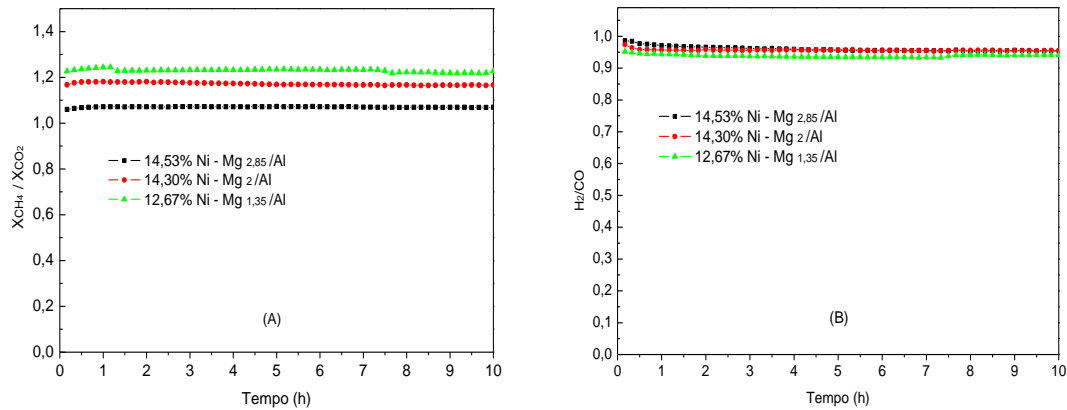 1,4
1,2
1,0
0,8
0,6
0,4
0,2
0,0
XCH4 / XCO2
14,53% Ni - Mg 2,85/Al
14,30% Ni - Mg 2/Al
12,67% Ni - Mg 1,35/Al
(A)
0 1 2 3 4 5 6 7 8 9 10
Tempo (h)
1,0
0,9
0,8
0,7
0,6
0,5
0,4
0,3
0,2
0,1
0,0
H2/CO
14,53% Ni - Mg 2,85/Al
14,30% Ni - Mg 2/Al
12,67% Ni - Mg 1,35/Al
(B)
0 1 2 3 4 5 6 7 8 9 10
Tempo (h)